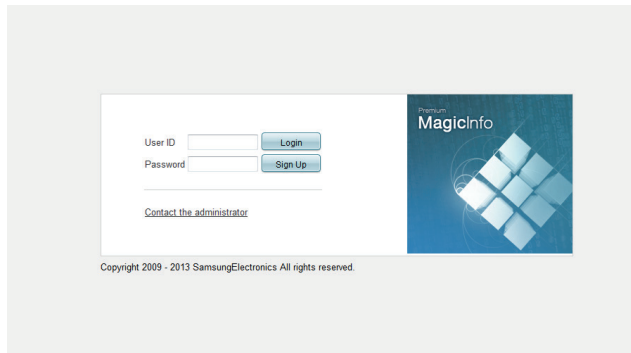 Premium
MagicInfo
User ID Login
Password Sign Up
Contact the administrator
Copyright 2009 - 2013 SamsungElectronics All rights reserved.